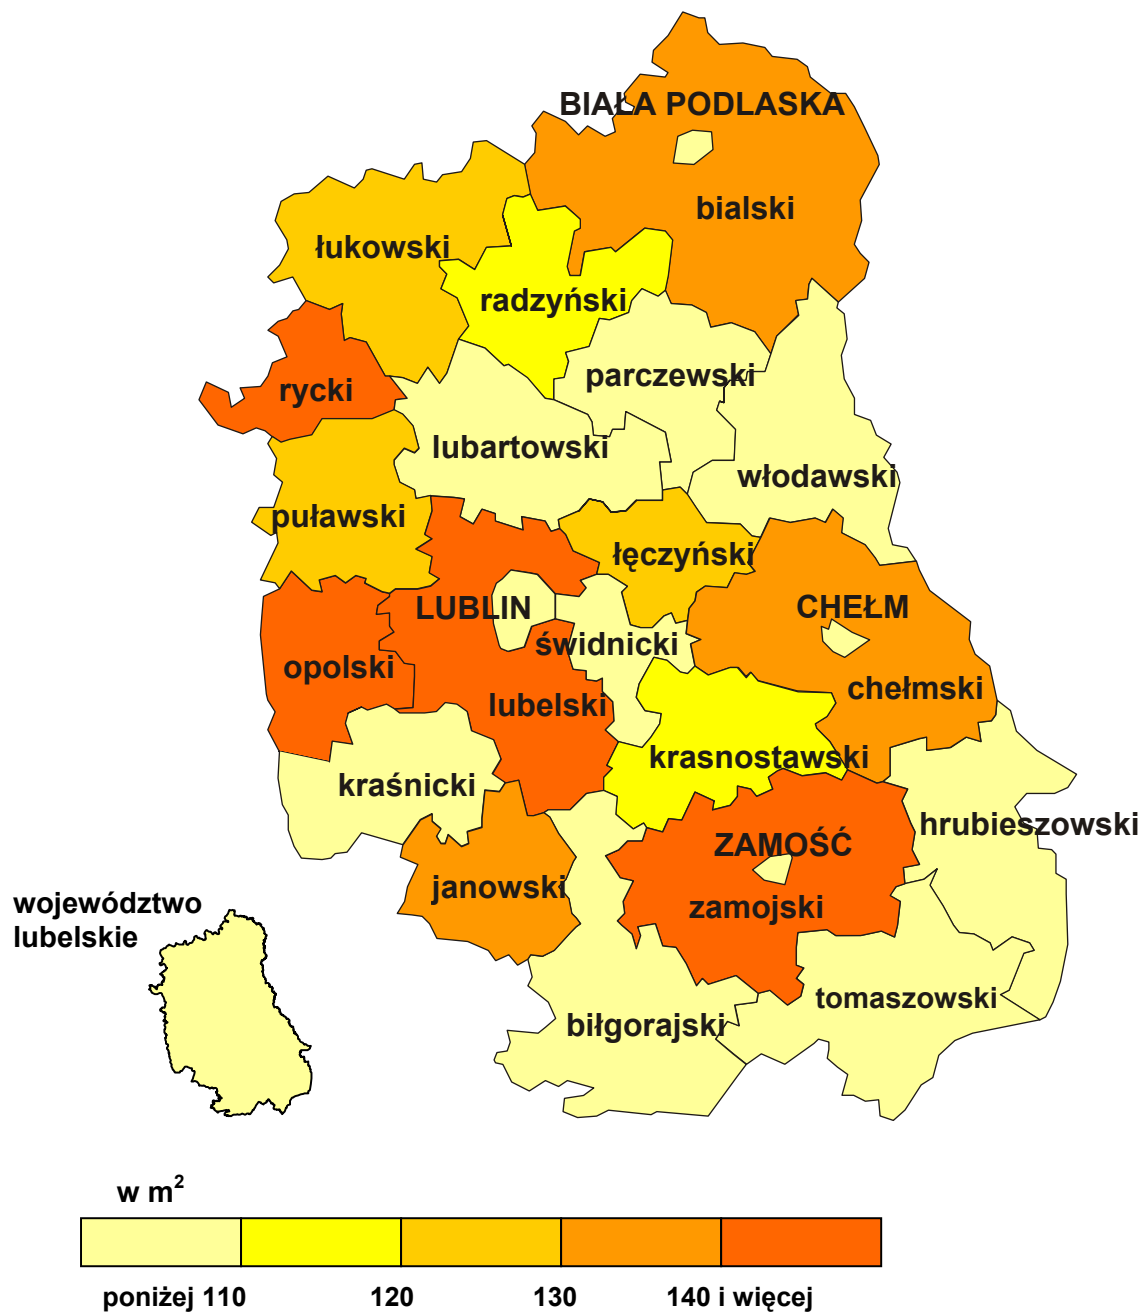 BIAŁA PODLASKA
bialski
łukowski
radzyński
parczewski
rycki
lubartowski
włodawski
puławski
łęczyński
LUBLIN
CHEŁM
świdnicki
opolski
chełmski
lubelski
krasnostawski
kraśnicki
hrubieszowski
ZAMOŚĆ
janowski
zamojski
województwo
lubelskie
tomaszowski
biłgorajski
w m²
poniżej 110 120 130 140 i więcej